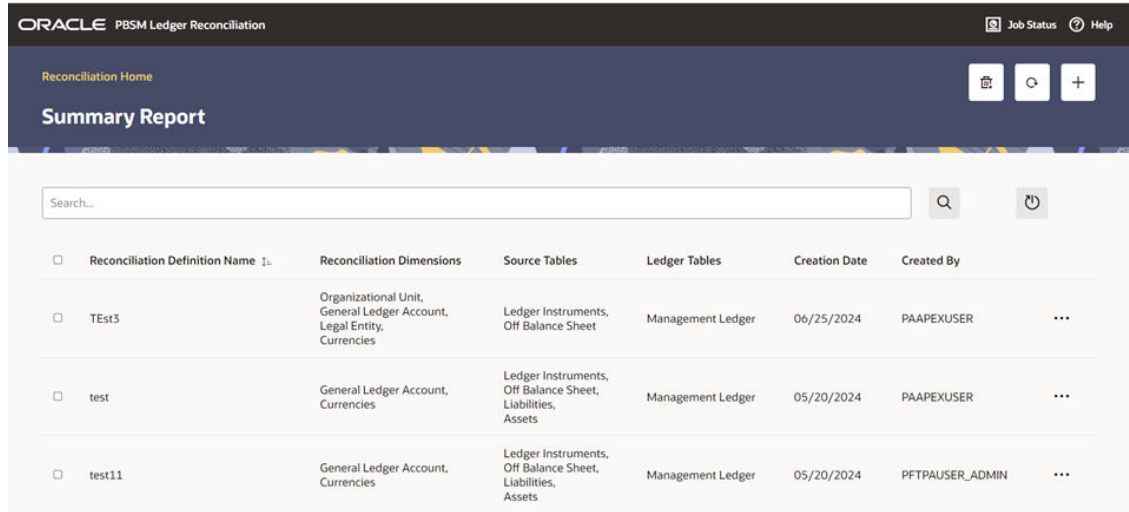 ORACLE PBSM Ledger Reconciliation
Job Status
Help
Reconciliation Home
Summary Report
Search...
Reconciliation Definition Name
Reconciliation Dimensions
Source Tables
Ledger Tables
Creation Date
Created By
TEst3
Organizational Unit,
General Ledger Account,
Legal Entity,
Currencies
Ledger Instruments,
Off Balance Sheet
Management Ledger
06/25/2024
PAAPEXUSER
test
General Ledger Account,
Currencies
Ledger Instruments,
Off Balance Sheet,
Liabilities,
Assets
Management Ledger
05/20/2024
PAAPEXUSER
test11
General Ledger Account,
Currencies
Ledger Instruments,
Off Balance Sheet,
Liabilities,
Assets
Management Ledger
05/20/2024
PFTPAUSER_ADMIN